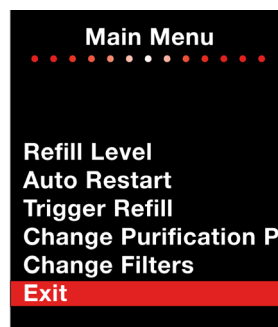 Main Menu
Refill Level
Auto Restart
Trigger Refill
Change Purification P
Change Filters
Exit